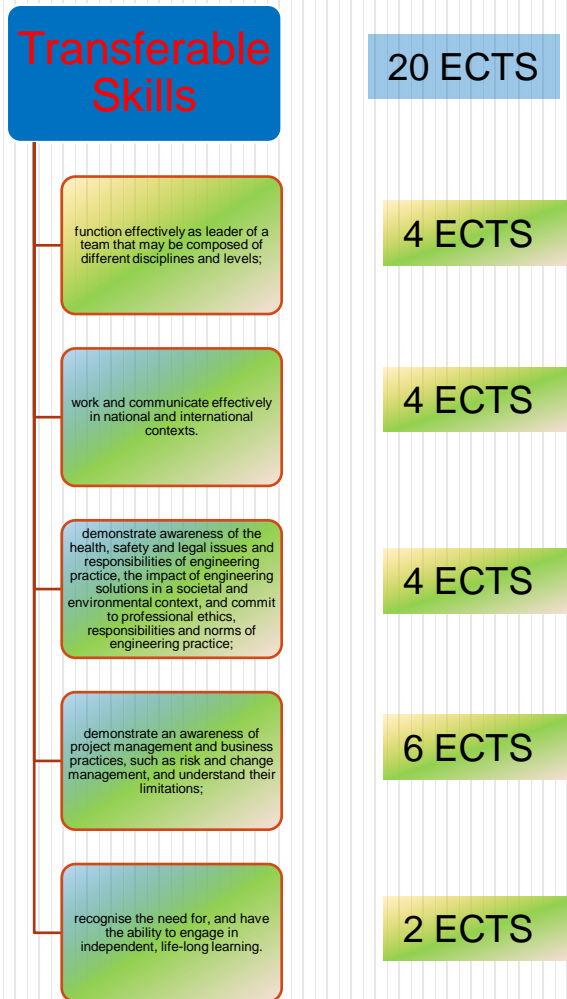 Transferable
Skills
20 ECTS
function effectively as leader of a
team that may be composed of
different disciplines and levels;
4 ECTS
work and communicate effectively
in national and international
contexts.
4 ECTS
demonstrate awareness of the
health, safety and legal issues and
responsibilities of engineering
practice, the impact of engineering
solutions in a societal and
environmental context, and commit
to professional ethics,
responsibilities and norms of
engineering practice;
4 ECTS
demonstrate an awareness of
project management and business
practices, such as risk and change
management, and understand their
limitations;
6 ECTS
recognise the need for, and have
the ability to engage in
independent, life-long learning.
2 ECTS